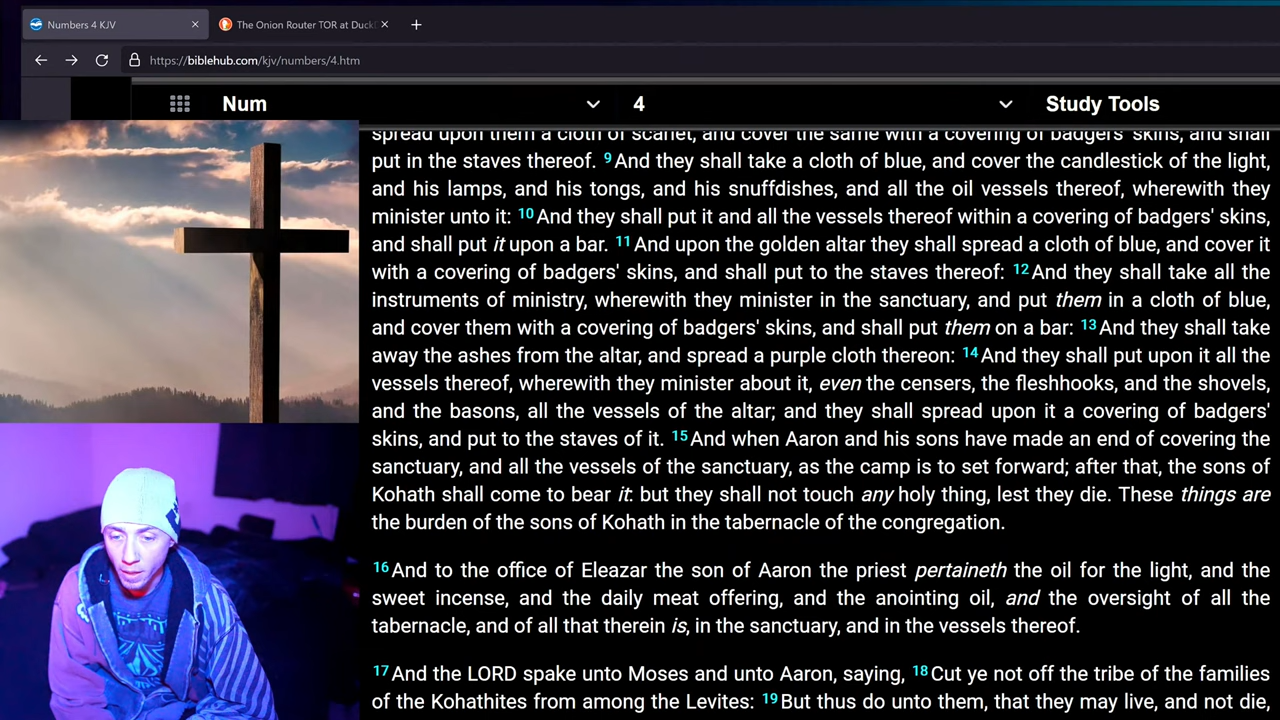 Numbers 4 KJV
The Onion Router TOR at Duck
https://biblehub.com/kjv/numbers/4.htm
Num 4 Study Tools
spread upon them a cloth of scarlet, and cover the same with a covering of badgers' skins, and shall
put in the staves thereof. 9 And they shall take a cloth of blue, and cover the candlestick of the light,
and his lamps, and his tongs, and his snuffdishes, and all the oil vessels thereof, wherewith they
minister unto it: 10 And they shall put it and all the vessels thereof within a covering of badgers' skins,
and shall put it upon a bar. 11 And upon the golden altar they shall spread a cloth of blue, and cover it
with a covering of badgers' skins, and shall put to the staves thereof: 12 And they shall take all the
instruments of ministry, wherewith they minister in the sanctuary, and put them in a cloth of blue,
and cover them with a covering of badgers' skins, and shall put them on a bar: 13 And they shall take
away the ashes from the altar, and spread a purple cloth thereon: 14 And they shall put upon it all the
vessels thereof, wherewith they minister about it, even the censers, the fleshhooks, and the shovels,
and the basons, all the vessels of the altar; and they shall spread upon it a covering of badgers'
skins, and put to the staves of it. 15 And when Aaron and his sons have made an end of covering the
sanctuary, and all the vessels of the sanctuary, as the camp is to set forward; after that, the sons of
Kohath shall come to bear it: but they shall not touch any holy thing, lest they die. These things are
the burden of the sons of Kohath in the tabernacle of the congregation.
16 And to the office of Eleazar the son of Aaron the priest pertaineth the oil for the light, and the
sweet incense, and the daily meat offering, and the anointing oil, and the oversight of all the
tabernacle, and of all that therein is, in the sanctuary, and in the vessels thereof.
17 And the LORD spake unto Moses and unto Aaron, saying, 18 Cut ye not off the tribe of the families
of the Kohathites from among the Levites: 19 But thus do unto them, that they may live, and not die,